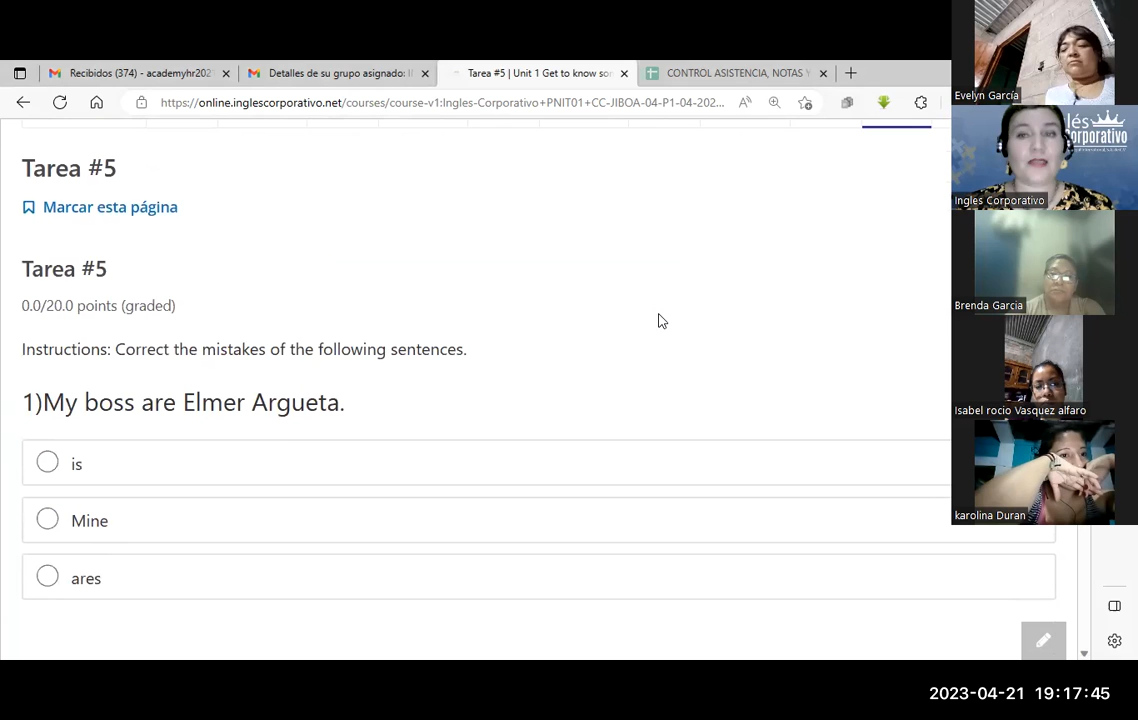 Recibidos (374) - academyhr202
Detalles de su grupo asignado: I
Tarea #5 | Unit 1 Get to know so
CONTROL ASISTENCIA, NOTAS Y
https://online.inglescorporativo.net/courses/course-v1:Ingles-Corporativo+PNIT01+CC-JIBOA-04-P1-04-202...
Tarea #5
Marcar esta página
Tarea #5
0.0/20.0 points (graded)
Instructions: Correct the mistakes of the following sentences.
1)My boss are Elmer Argueta.
is
Mine
ares
Evelyn García
lés
orporativo
Ingles Corporativo
Brenda Garcia
Isabel rocio Vasquez alfaro
karolina Duran
2023-04-21 19:17:45